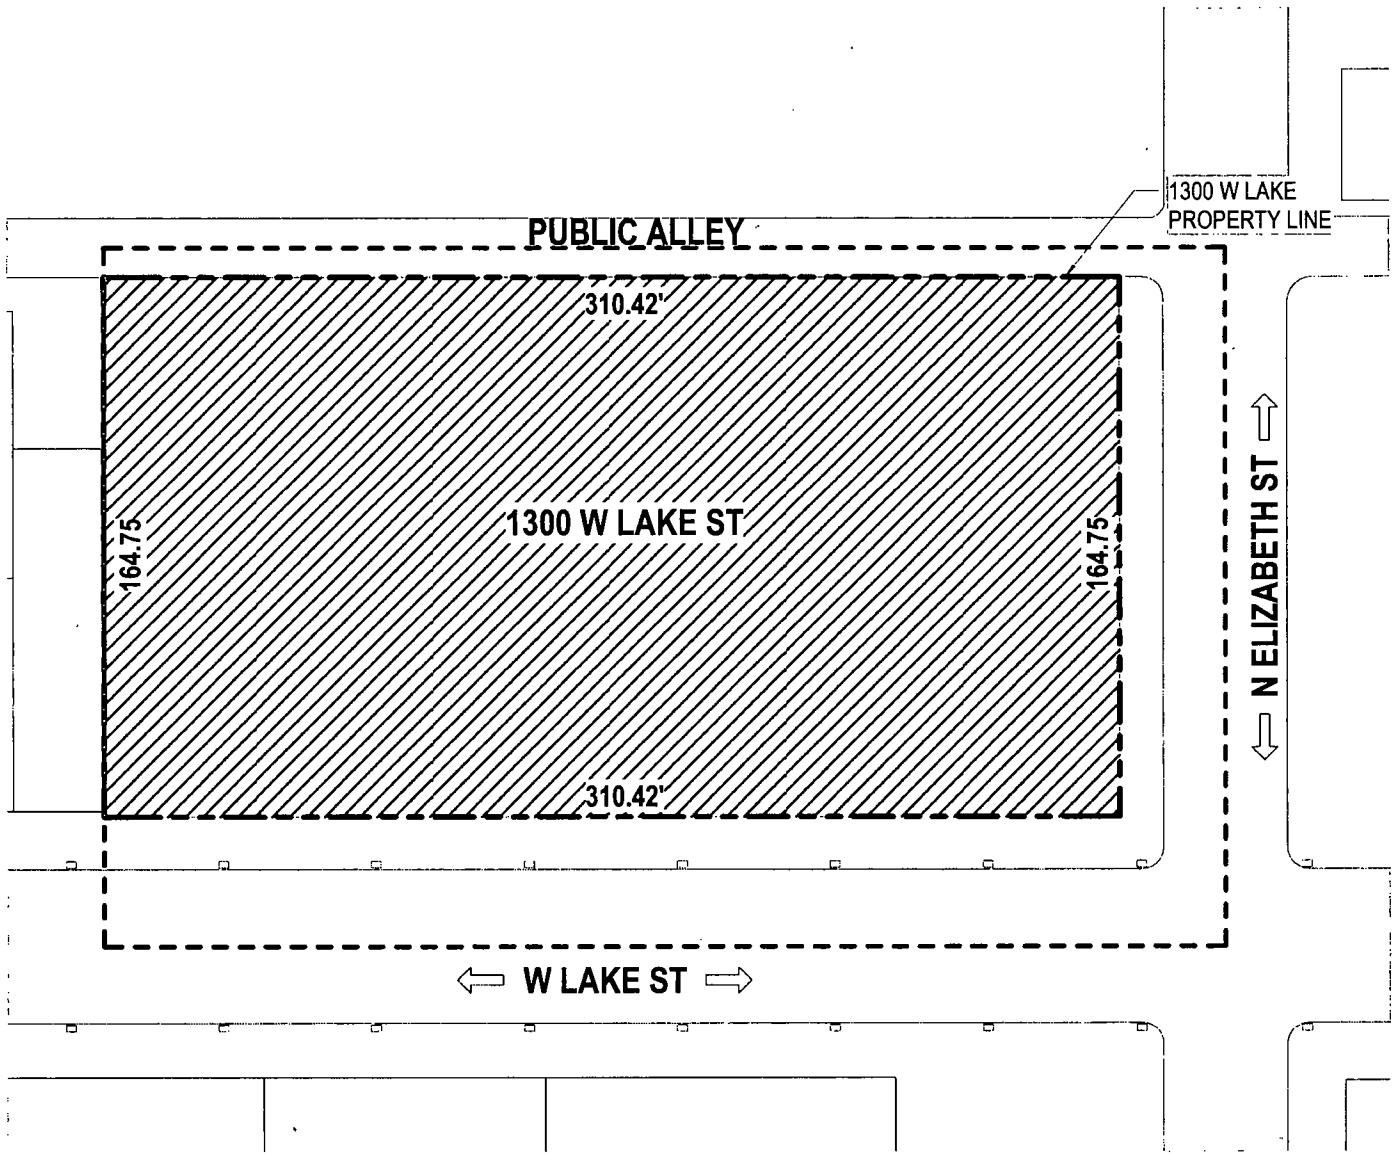 1300 W LAKE
PROPERTY LINE
PUBLIC ALLEY
310.42'
1300 W LAKE ST
164.75
164.75
N ELIZABETH ST
310.42'
W LAKE ST